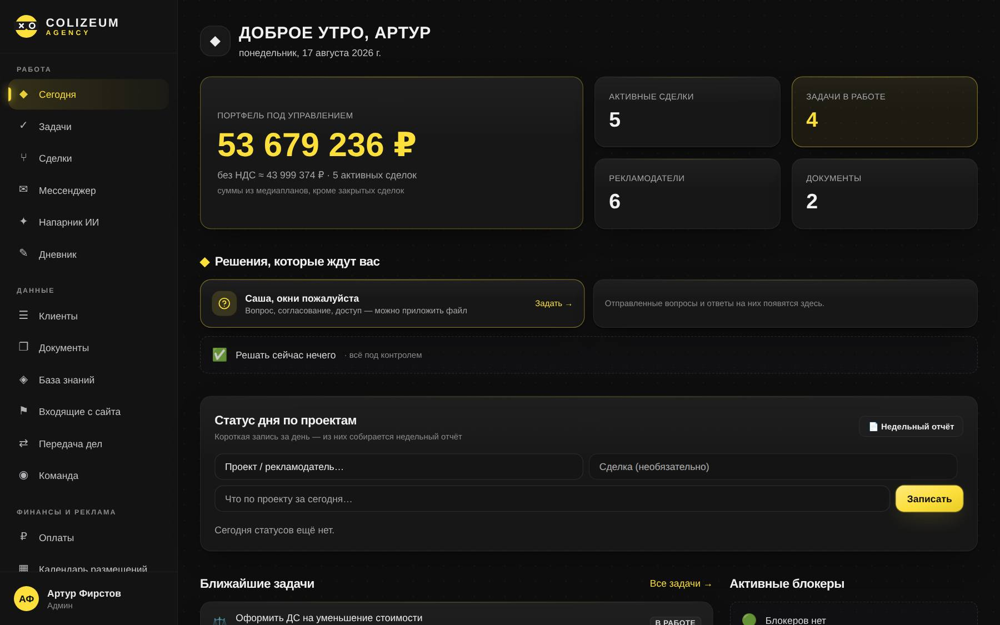 COLIZEUM
AGENCY
РАБОТА
Сегодня
Задачи
Сделки
Мессенджер
Напарник ИИ
Дневник
ДАННЫЕ
Клиенты
Документы
База знаний
Входящие с сайта
Передача дел
Команда
ФИНАНСЫ И РЕКЛАМА
₽ Оплаты
Календарь размещений
АФ
Артур Фирстов
Админ
ДОБРОЕ УТРО, АРТУР
понедельник, 17 августа 2026 г.
ПОРТФЕЛЬ ПОД УПРАВЛЕНИЕМ
53 679 236 ₽
без НДС ≈ 43 999 374 ₽ · 5 активных сделок
суммы из медиапланов, кроме закрытых сделок
АКТИВНЫЕ СДЕЛКИ
5
ЗАДАЧИ В РАБОТЕ
4
РЕКЛАМОДАТЕЛИ
6
ДОКУМЕНТЫ
2
Решения, которые ждут вас
Саша, окни пожалуйста
Вопрос, согласование, доступ — можно приложить файл
Задать →
Отправленные вопросы и ответы на них появятся здесь.
Решать сейчас нечего · всё под контролем
Статус дня по проектам
Короткая запись за день — из них собирается недельный отчёт
Недельный отчёт
Проект / рекламодатель…
Сделка (необязательно)
Что по проекту за сегодня…
Записать
Сегодня статусов ещё нет.
Ближайшие задачи
Все задачи →
Оформить ДС на уменьшение стоимости
В РАБОТЕ
Активные блокеры
Блокеров нет